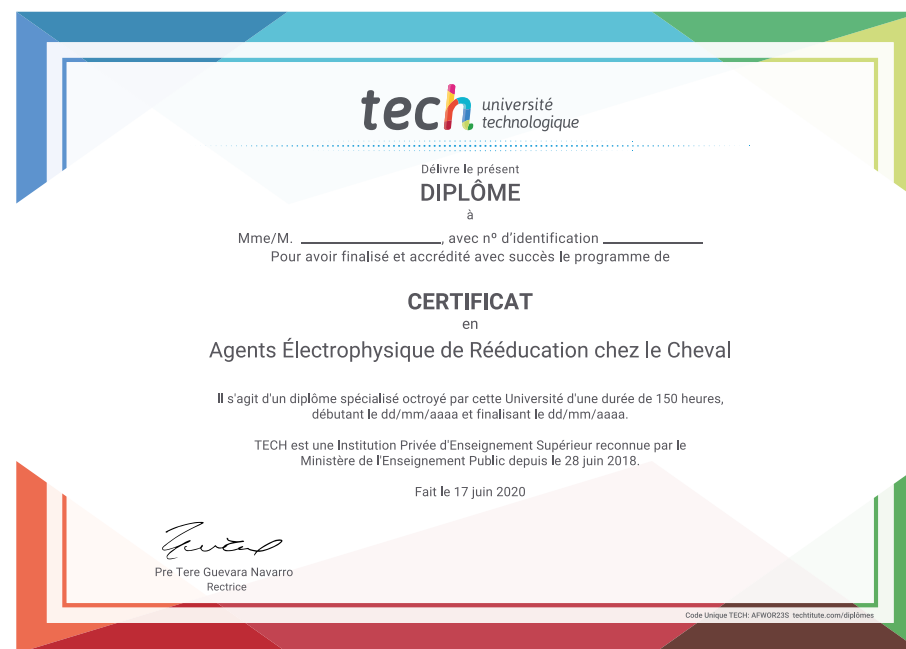 tech université
technologique
Délivre le présent
DIPLÔME
à
Mme/M. ____________________, avec nº d'identification ______________
Pour avoir finalisé et accrédité avec succès le programme de
CERTIFICAT
en
Agents Électrophysique de Rééducation chez le Cheval
Il s'agit d'un diplôme spécialisé octroyé par cette Université d'une durée de 150 heures,
débutant le dd/mm/aaaa et finalisant le dd/mm/aaaa.
TECH est une Institution Privée d'Enseignement Supérieur reconnue par le
Ministère de l'Enseignement Public depuis le 28 juin 2018.
Fait le 17 juin 2020
Pre Tere Guevara Navarro
Rectrice
Code Unique TECH: AFWOR23S techtitute.com/diplômes